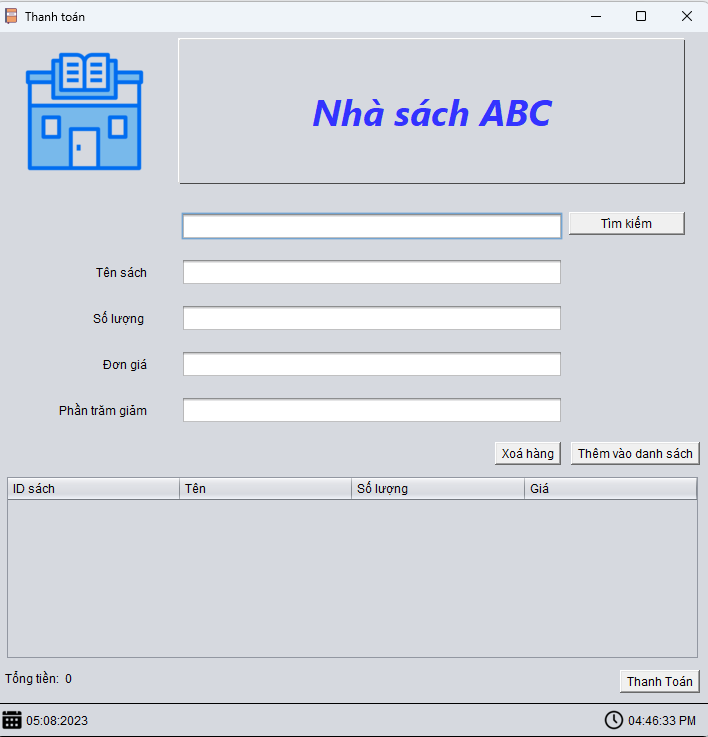 Thanh toán
Nhà sách ABC
Tìm kiếm
Tên sách
Số lượng
Đơn giá
Phần trăm giảm
Xoá hàng Thêm vào danh sách
ID sách Tên Số lượng Giá
Tổng tiền: 0
Thanh Toán
05:08:2023 04:46:33 PM